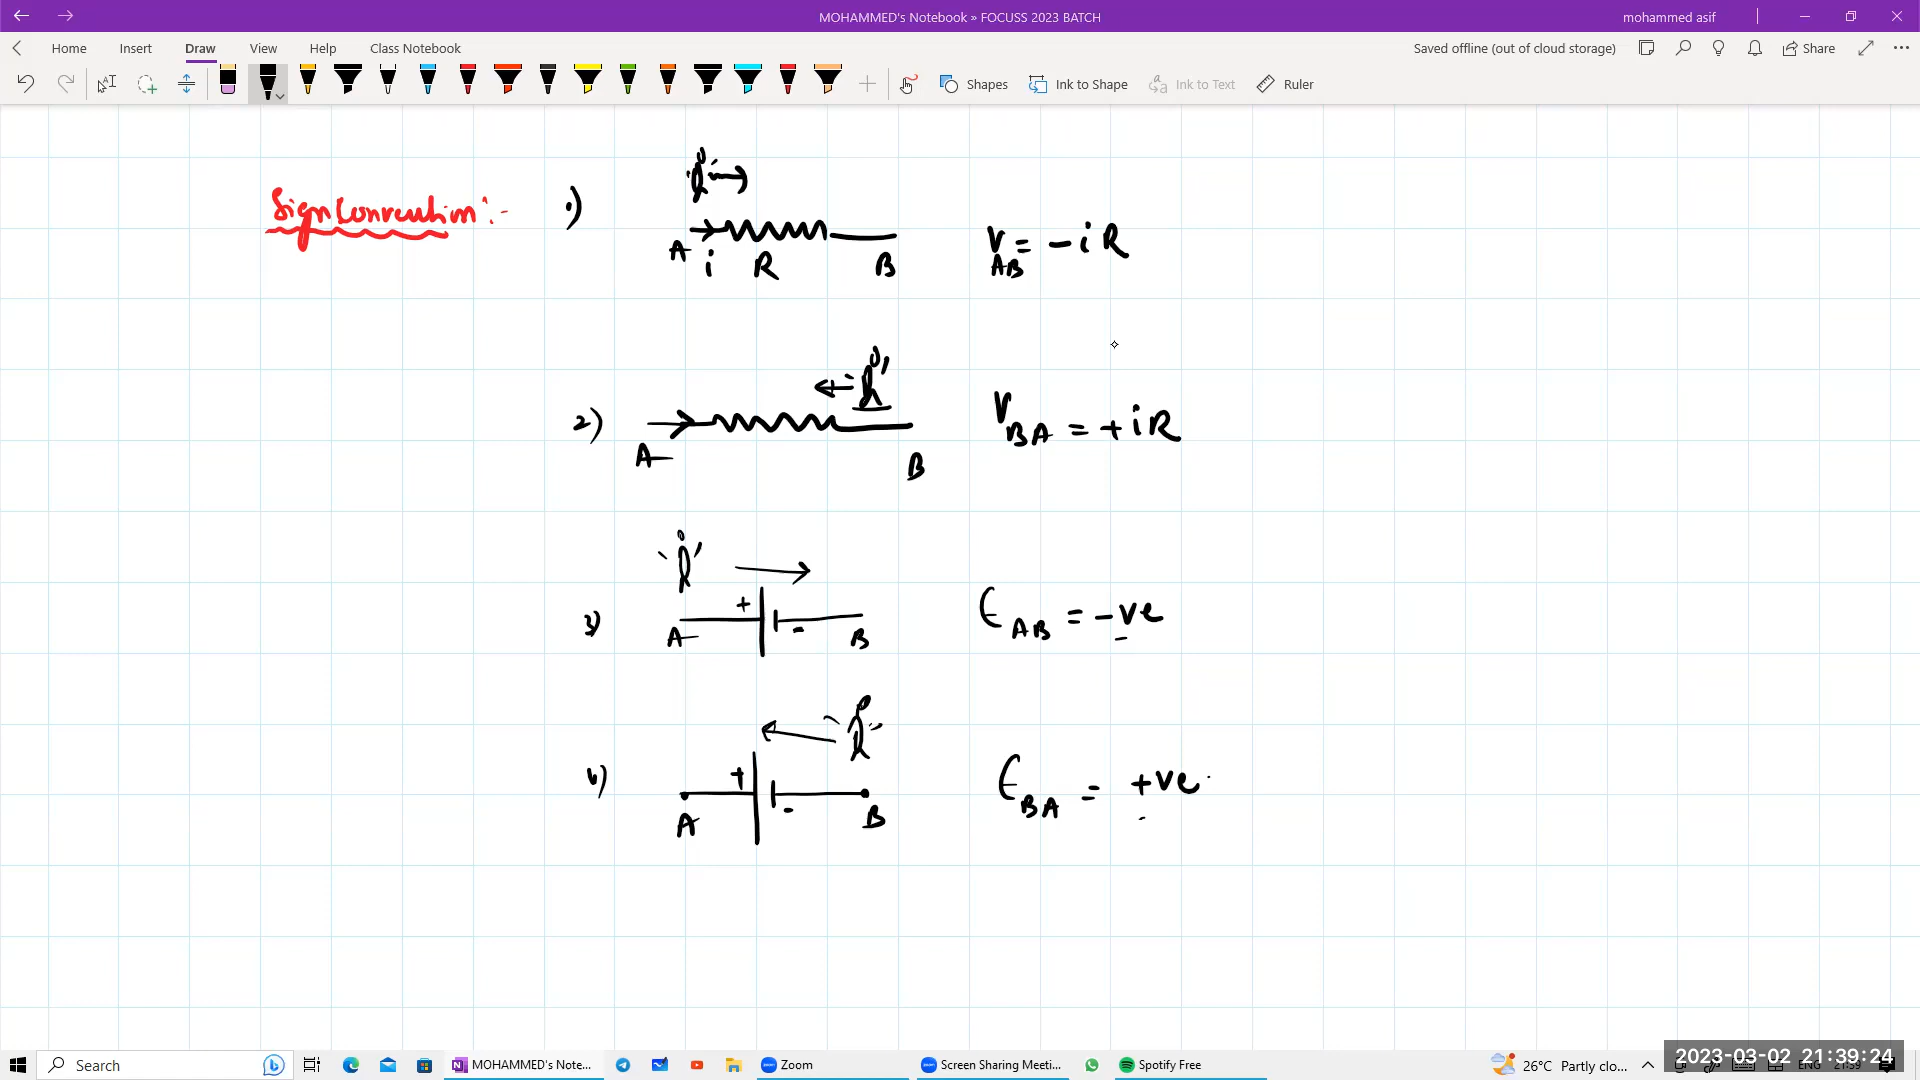 MOHAMMED's Notebook » FOCUSS 2023 BATCH
mohammed asif
Home Insert Draw View Help Class Notebook
Saved offline (out of cloud storage)
Share
Shapes
Ink to Shape
Ink to Text
Ruler
Sign Convention :-
1)
A i R B
V AB = - i R
2)
A B
V BA = + i R
3)
+ -
A B
E AB = - ve
4)
+ -
A B
E BA = + ve
Search
MOHAMMED's Note...
Zoom
Screen Sharing Meeti...
Spotify Free
26°C Partly clo...
ENG
2023-03-02 21:39:24